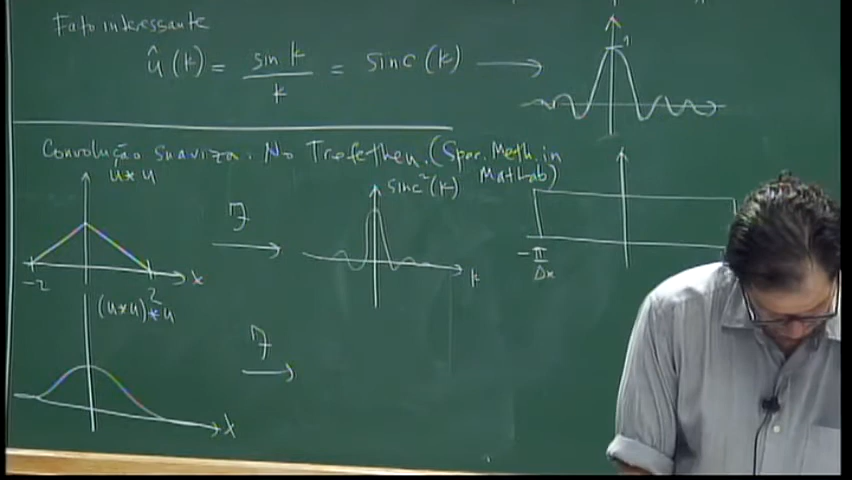 Fato interessante
û(k) = sin k / k = sinc(k) ⟶
1
Convolução suaviza. No Trefethen. (Spec. Meth. in MatLab)
u*u
sinc²(k)
F
-2
2
x
k
-π/Δx
(u*u)*u
F
x